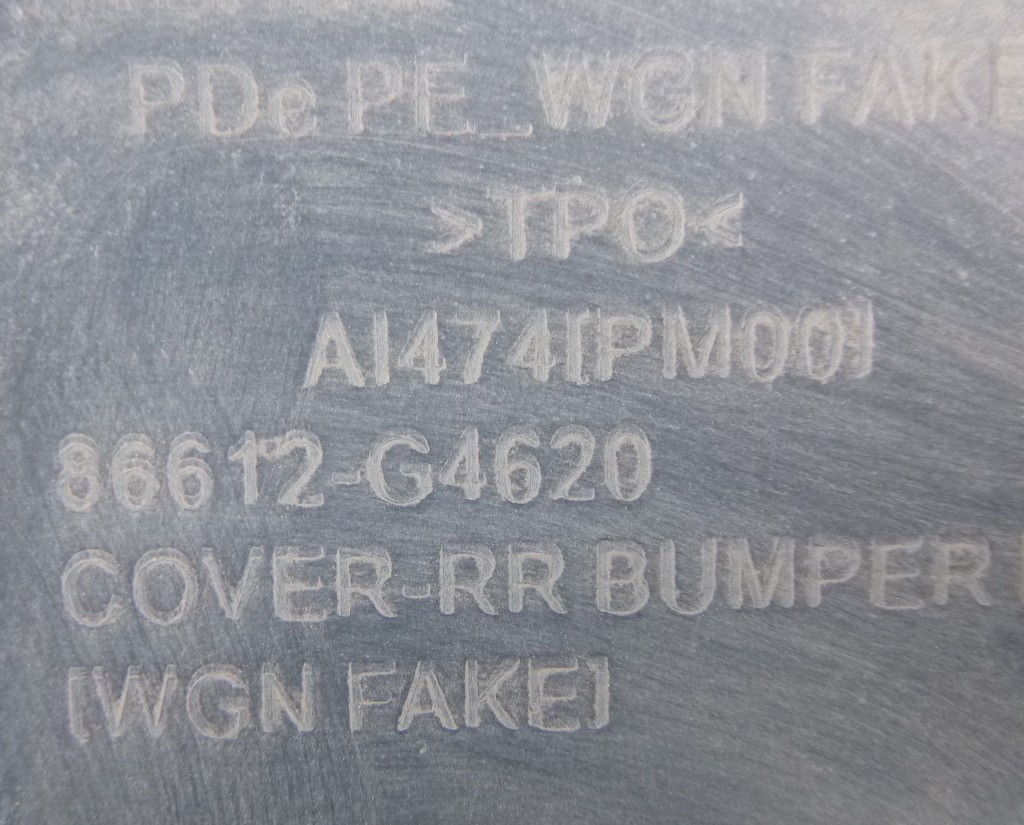 PDe PE_WGN FAKE
>TPO<
AI474[PM00]
86612-G4620
COVER-RR BUMPER
[WGN FAKE]